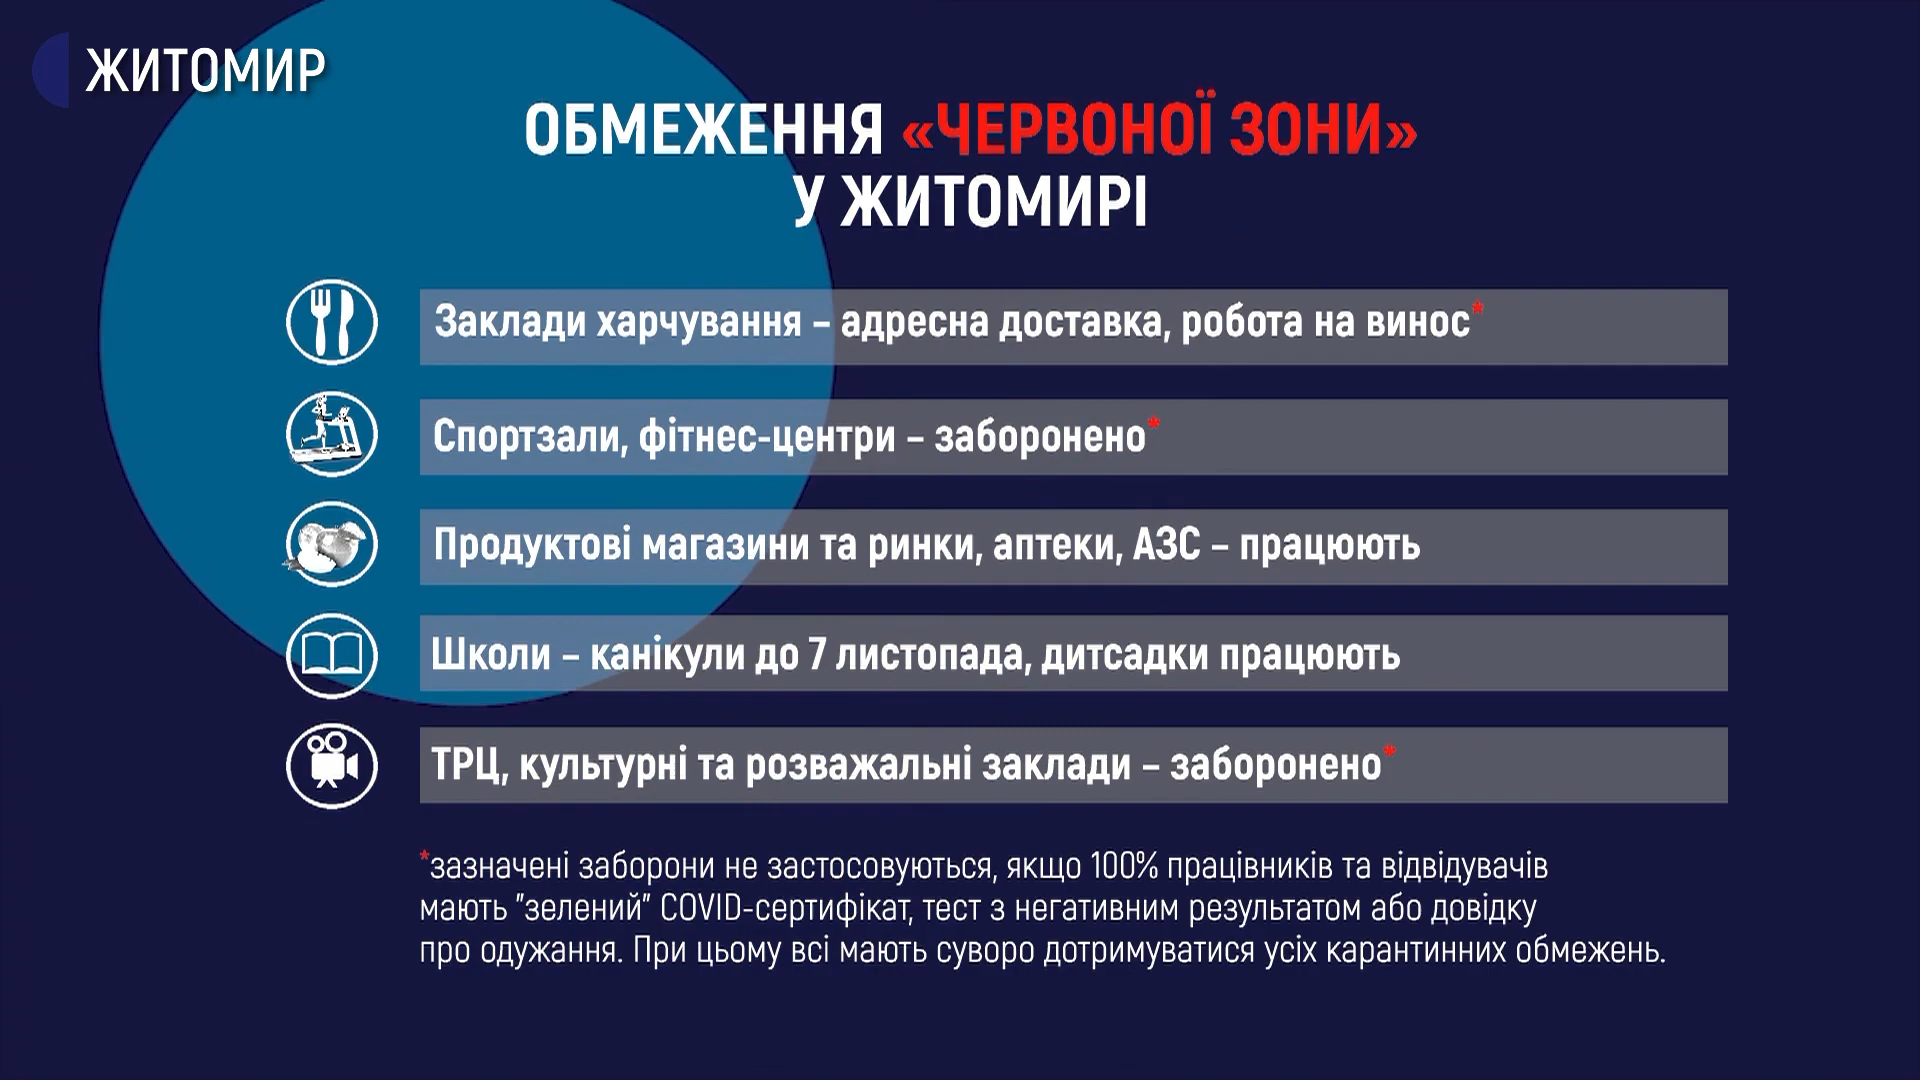 ЖИТОМИР
ОБМЕЖЕННЯ «ЧЕРВОНОЇ ЗОНИ»
У ЖИТОМИРІ
Заклади харчування – адресна доставка, робота на винос*
Спортзали, фітнес-центри – заборонено*
Продуктові магазини та ринки, аптеки, АЗС – працюють
Школи – канікули до 7 листопада, дитсадки працюють
ТРЦ, культурні та розважальні заклади – заборонено*
*зазначені заборони не застосовуються, якщо 100% працівників та відвідувачів
мають "зелений" COVID-сертифікат, тест з негативним результатом або довідку
про одужання. При цьому всі мають суворо дотримуватися усіх карантинних обмежень.